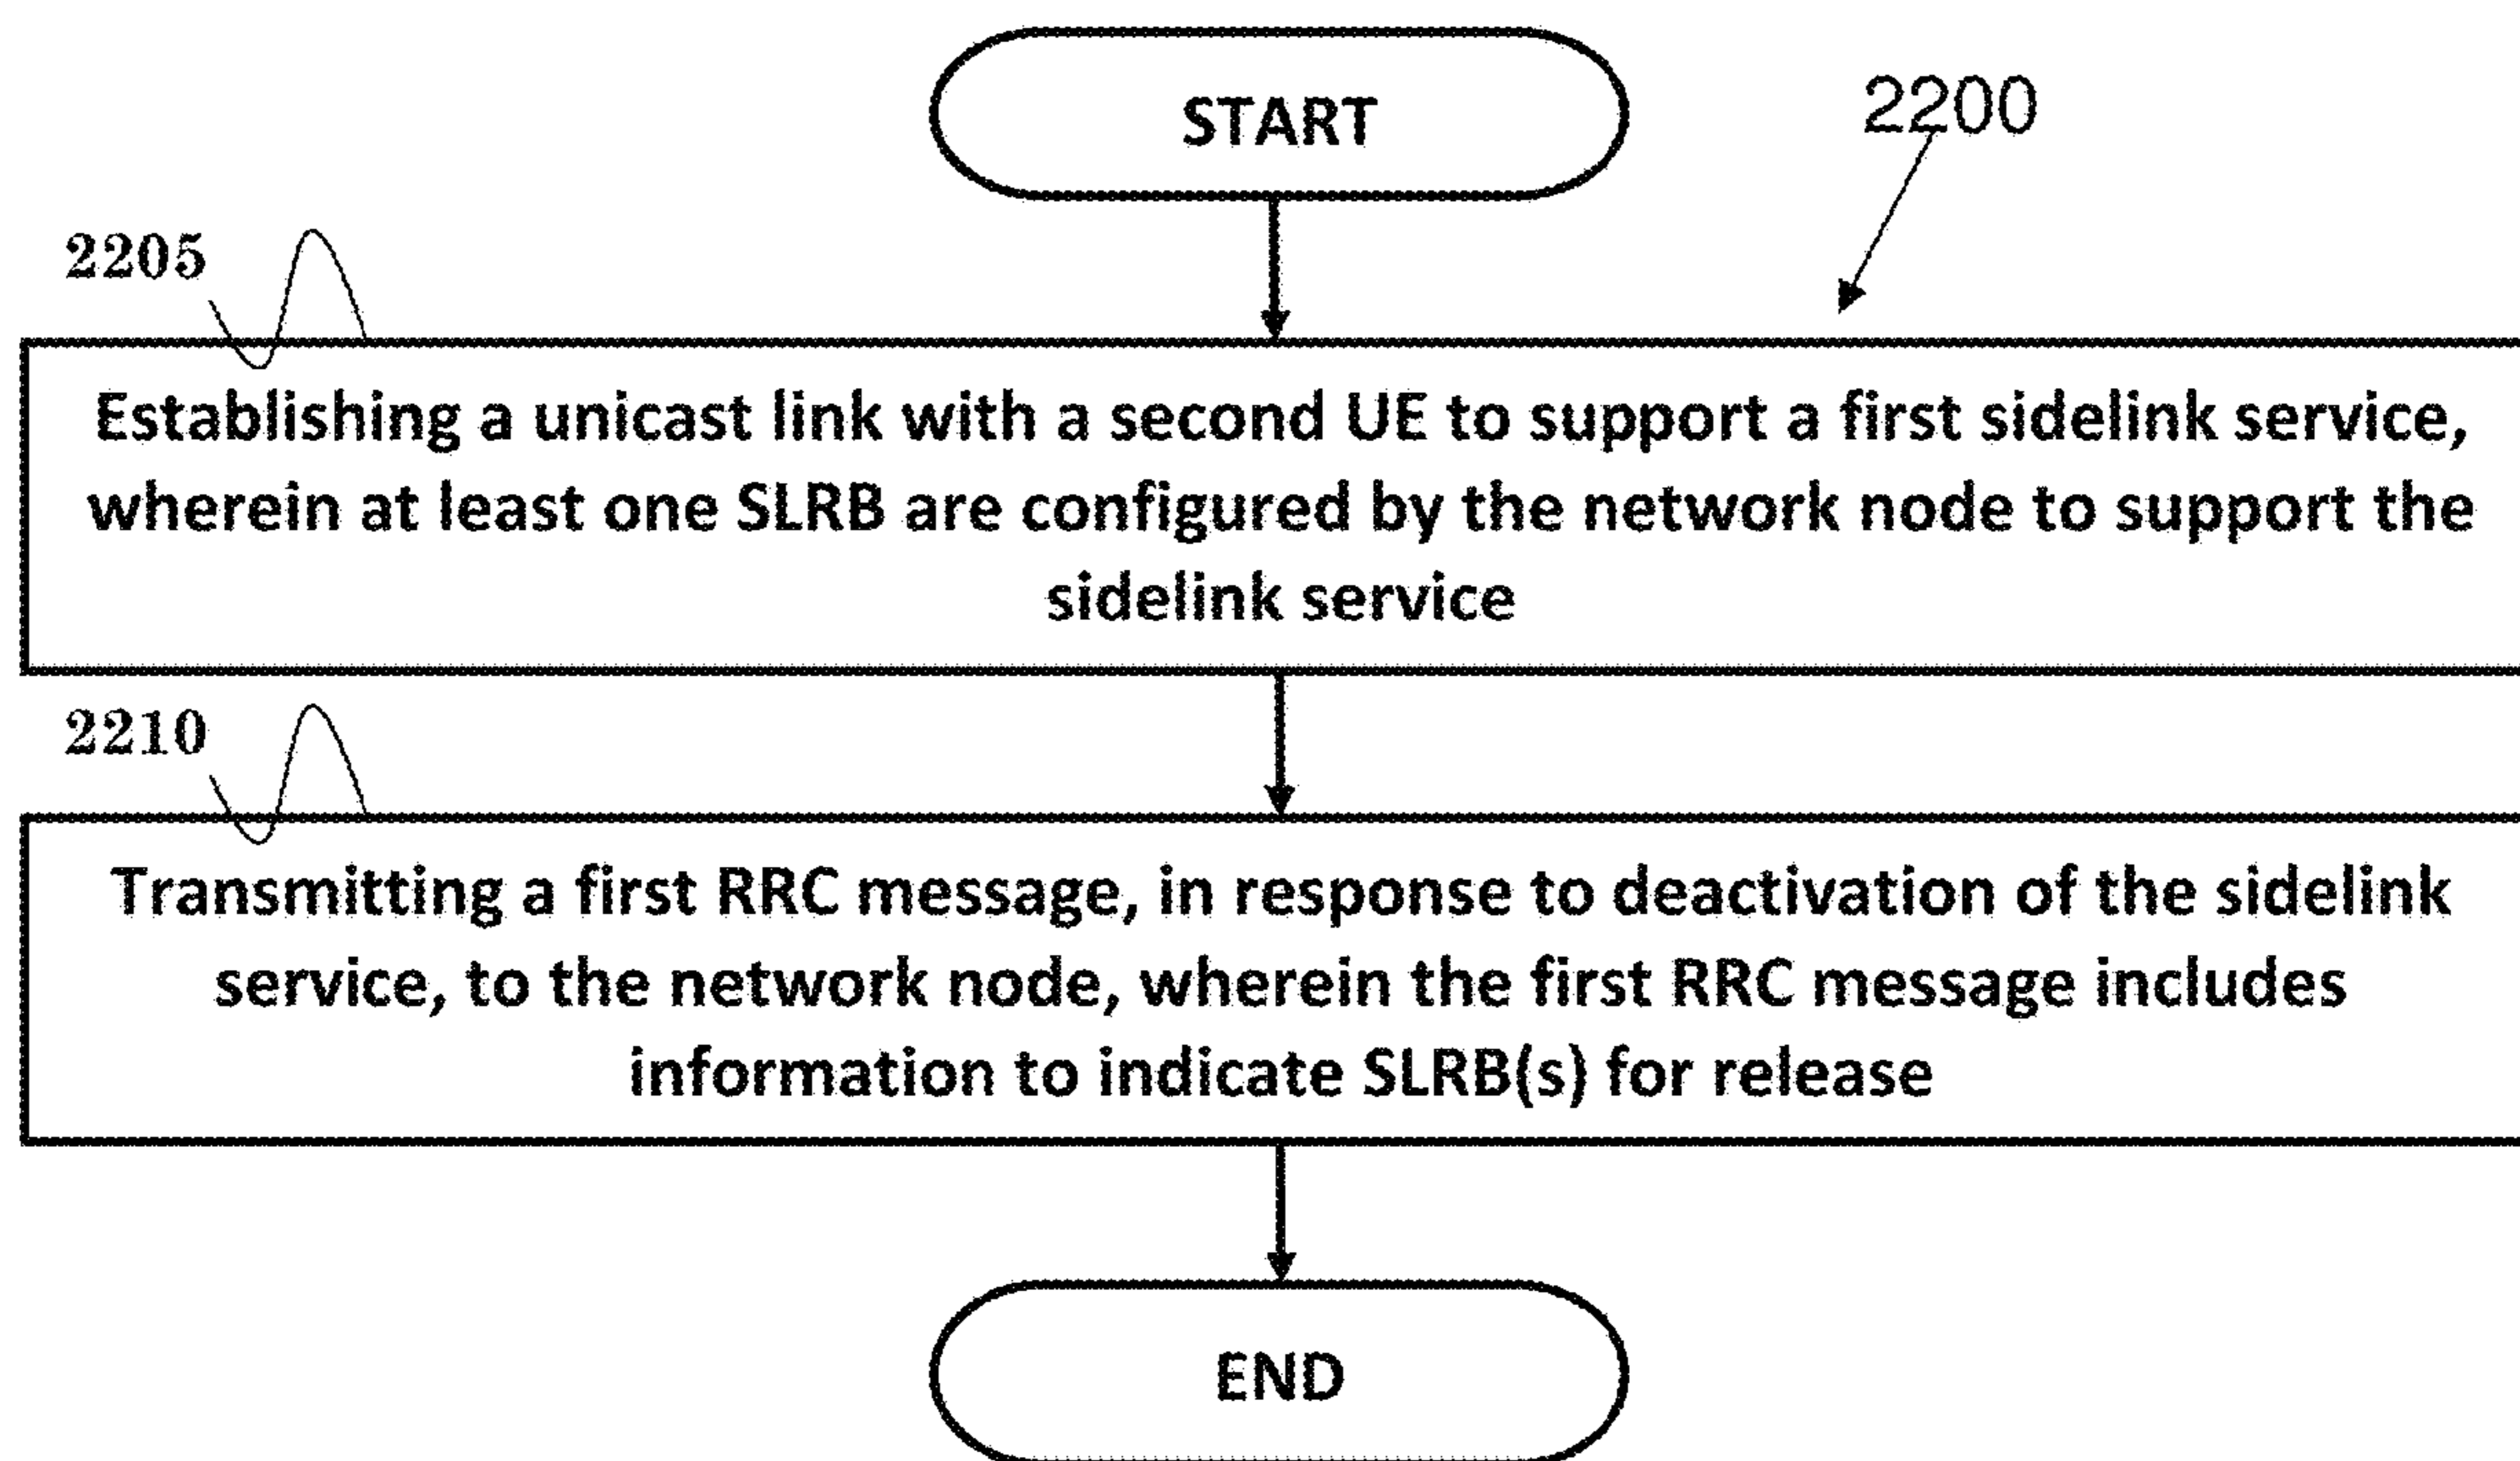 START
2200
2205
Establishing a unicast link with a second UE to support a first sidelink service,
wherein at least one SLRB are configured by the network node to support the
sidelink service
2210
Transmitting a first RRC message, in response to deactivation of the sidelink
service, to the network node, wherein the first RRC message includes
information to indicate SLRB(s) for release
END